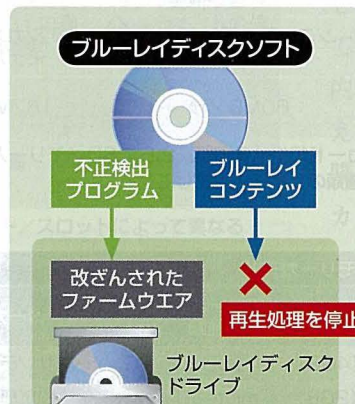 ブルーレイディスクソフト
不正検出
プログラム
ブルーレイ
コンテンツ
改ざんされた
ファームウエア
再生処理を停止
ブルーレイディスク
ドライブ